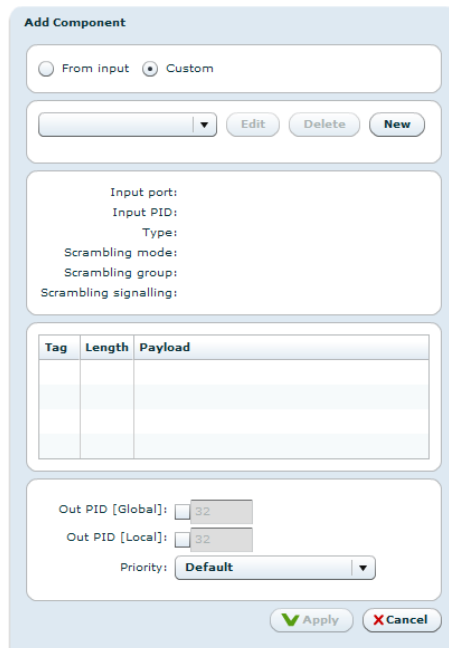 Add Component
From input Custom
Edit Delete New
Input port:
Input PID:
Type:
Scrambling mode:
Scrambling group:
Scrambling signalling:
Tag Length Payload
Out PID [Global]: 32
Out PID [Local]: 32
Priority: Default
Apply Cancel